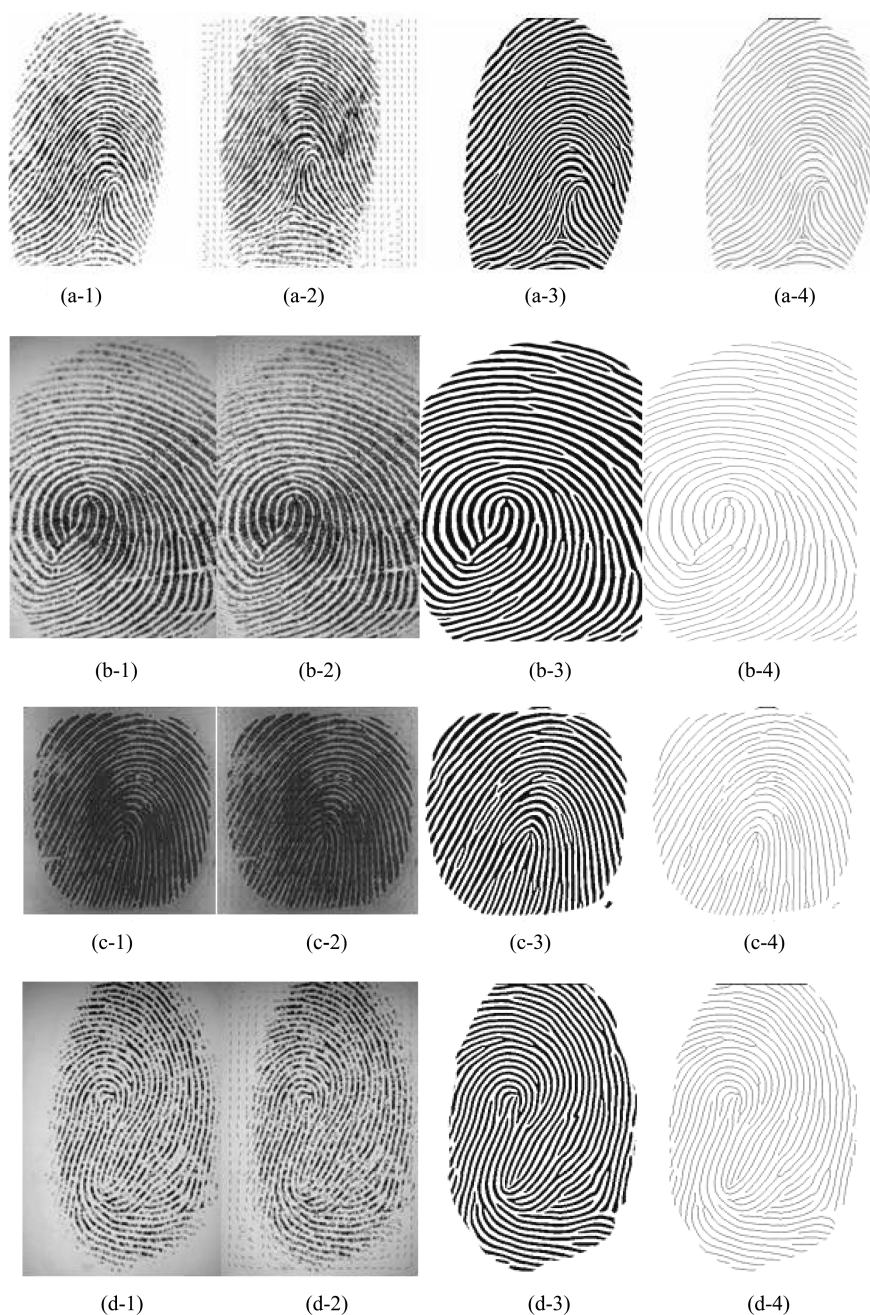 (a-1) (a-2) (a-3) (a-4)
(b-1) (b-2) (b-3) (b-4)
(c-1) (c-2) (c-3) (c-4)
(d-1) (d-2) (d-3) (d-4)